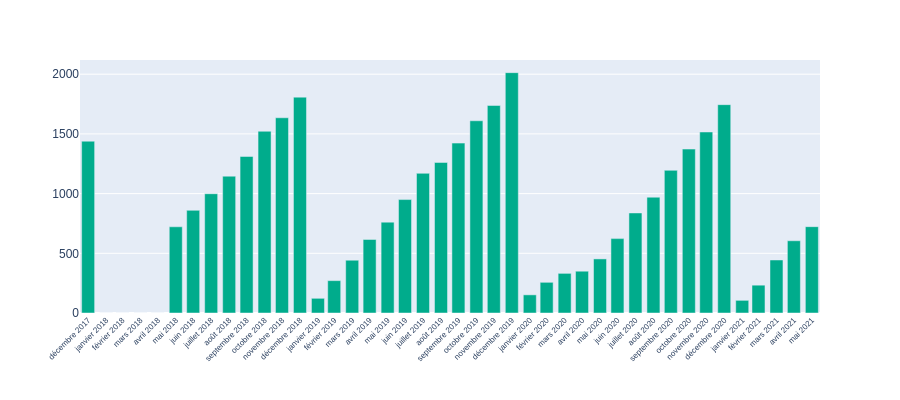 2000
1500
1000
500
0
décembre 2017
janvier 2018
février 2018
mars 2018
avril 2018
mai 2018
juin 2018
juillet 2018
août 2018
septembre 2018
octobre 2018
novembre 2018
décembre 2018
janvier 2019
février 2019
mars 2019
avril 2019
mai 2019
juin 2019
juillet 2019
août 2019
septembre 2019
octobre 2019
novembre 2019
décembre 2019
janvier 2020
février 2020
mars 2020
avril 2020
mai 2020
juin 2020
juillet 2020
août 2020
septembre 2020
octobre 2020
novembre 2020
décembre 2020
janvier 2021
février 2021
mars 2021
avril 2021
mai 2021